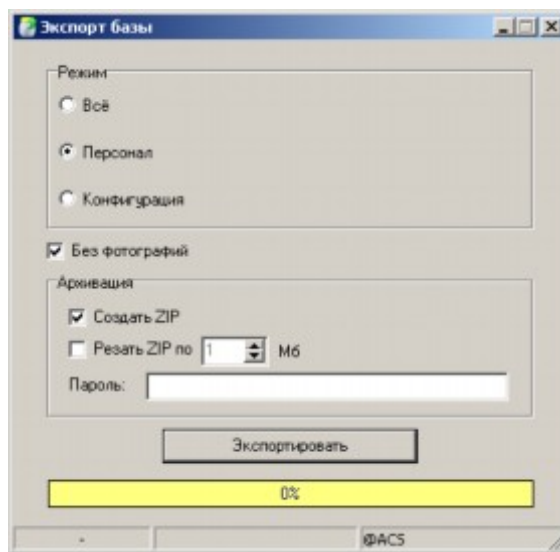 Экспорт базы
Режим
Всё
Персонал
Конфигурация
Без фотографий
Архивация
Создать ZIP
Резать ZIP по 1 Мб
Пароль:
Экспортировать
0%
- @ACS